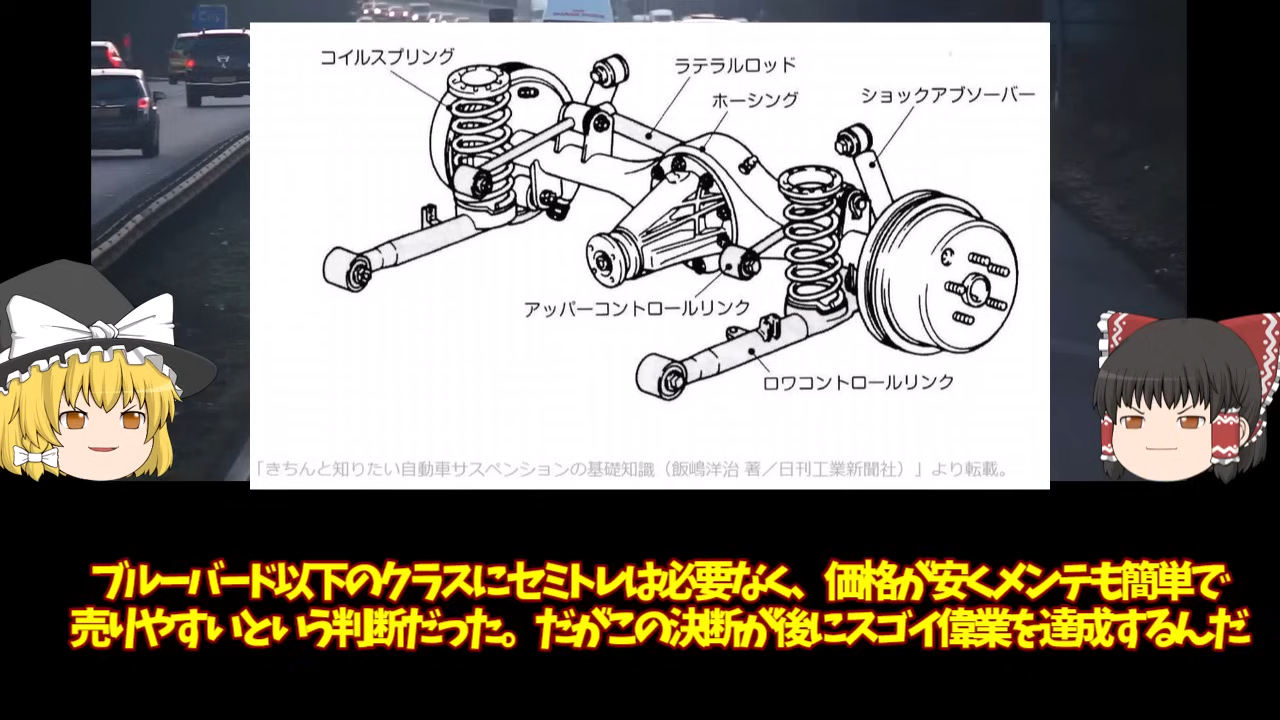 City
コイルスプリング
ラテラルロッド
ホーシング
ショックアブソーバー
アッパーコントロールリンク
ロワコントロールリンク
「きちんと知りたい自動車サスペンションの基礎知識（飯嶋洋治 著／日刊工業新聞社）」より転載。
ブルーバード以下のクラスにセミトレは必要なく、価格が安くメンテも簡単で
売りやすいという判断だった。だがこの決断が後にスゴイ偉業を達成するんだ